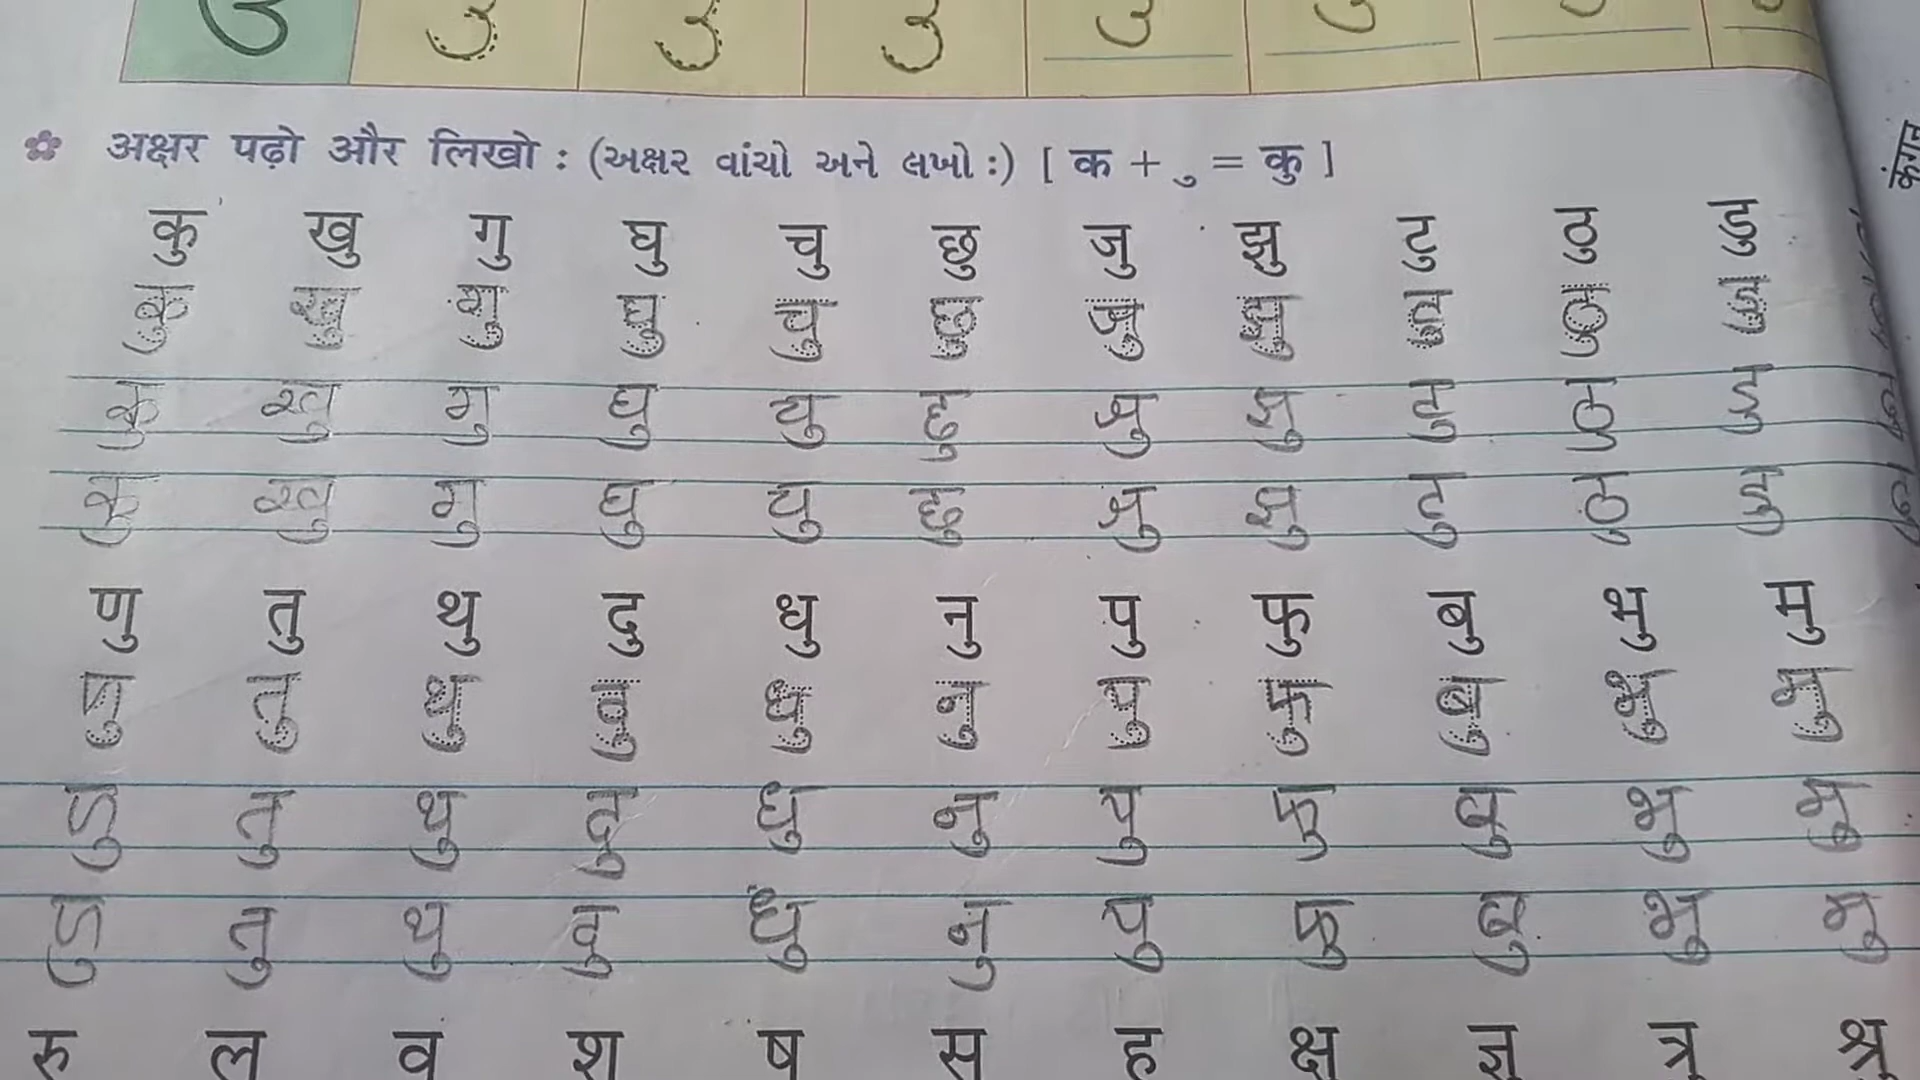 अक्षर पढ़ो और लिखो : (અક્ષર વાંચો અને લખો :) [ क + ु = कु ]
कु खु गु घु चु छु जु झु टु ठु डु
कु खु गु घु चु छु जु झु टु ठु डु
कु खु गु घु चु छु जु झु टु ठु डु
कु खु गु घु चु छु जु झु टु ठु डु
णु तु थु दु धु नु पु फु बु भु मु
णु तु थु दु धु नु पु फु बु भु मु
णु तु थु दु धु नु पु फु बु भु मु
णु तु थु दु धु नु पु फु बु भु मु